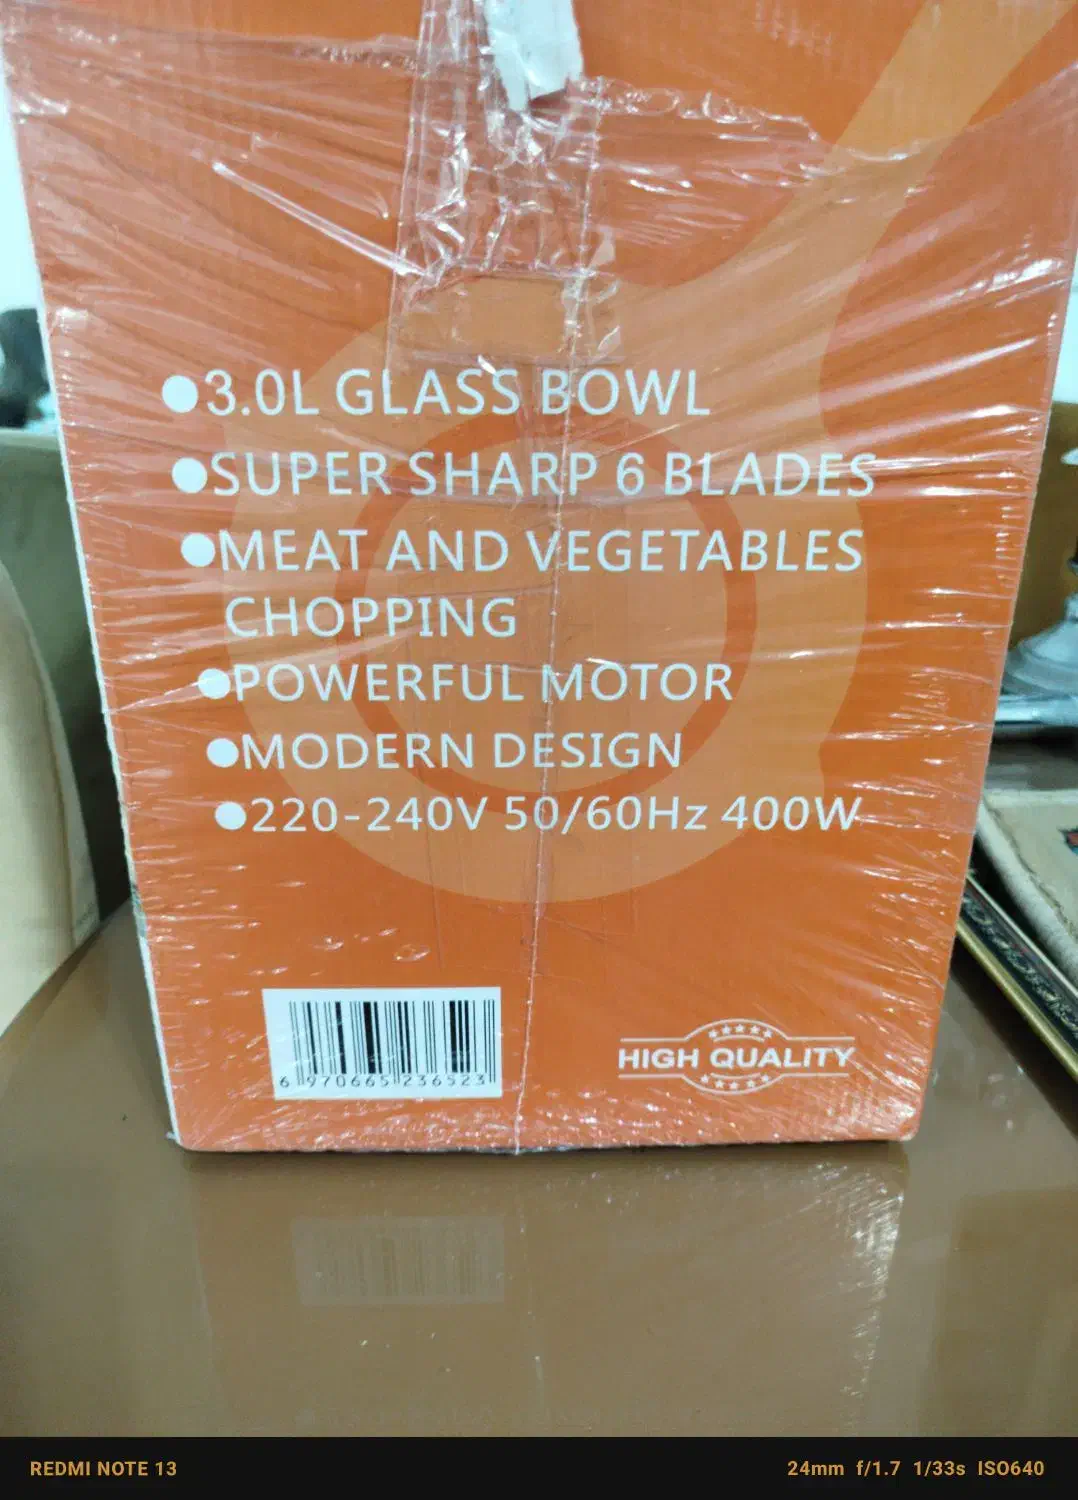 ●3.0L GLASS BOWL
●SUPER SHARP 6 BLADES
●MEAT AND VEGETABLES
CHOPPING
●POWERFUL MOTOR
●MODERN DESIGN
●220-240V 50/60Hz 400W
6 970665 236523
HIGH QUALITY
REDMI NOTE 13
24mm f/1.7 1/33s ISO640